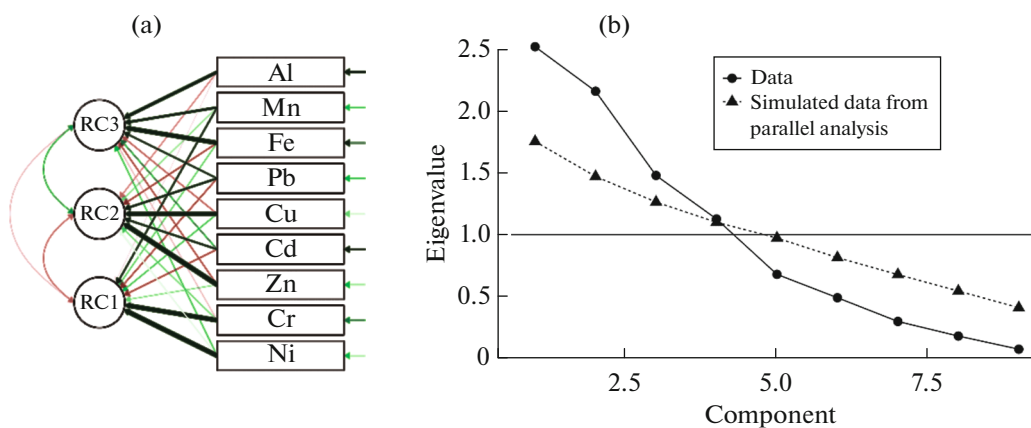 (a)
RC3
RC2
RC1
Al
Mn
Fe
Pb
Cu
Cd
Zn
Cr
Ni
(b)
Eigenvalue
2.5
2.0
1.5
1.0
0.5
0
Data
Simulated data from
parallel analysis
2.5
5.0
7.5
Component